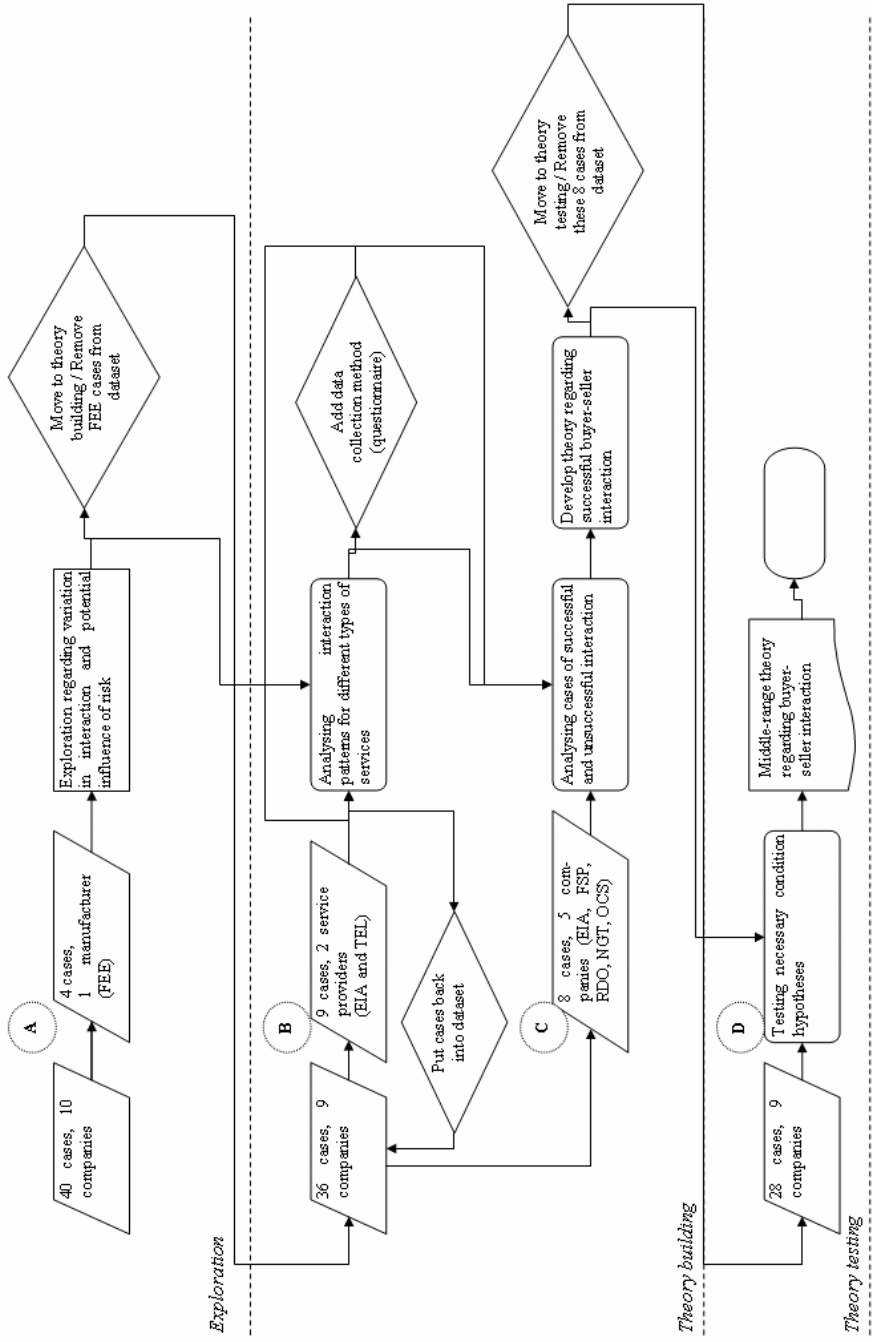 A
40 cases, 10
companies
4 cases,
1 manufacturer
(FEE)
Exploration regarding variation
in interaction and potential
influence of risk
Move to theory
building / Remove
FEE cases from
dataset
Exploration
B
36 cases, 9
companies
9 cases, 2 service
providers
(EIA and TEL)
Analysing interaction
patterns for different types of
services
Add data
collection method
(questionnaire)
Put cases back
into dataset
C
8 cases, 5 com-
panies (EIA, FSP,
RDO, NGT, OCS)
Analysing cases of successful
and unsuccessful interaction
Develop theory regarding
successful buyer-seller
interaction
Move to theory
testing / Remove
these 8 cases from
dataset
Theory building
D
28 cases, 9
companies
Testing necessary condition
hypotheses
Middle-range theory
regarding buyer-
seller interaction
Theory testing